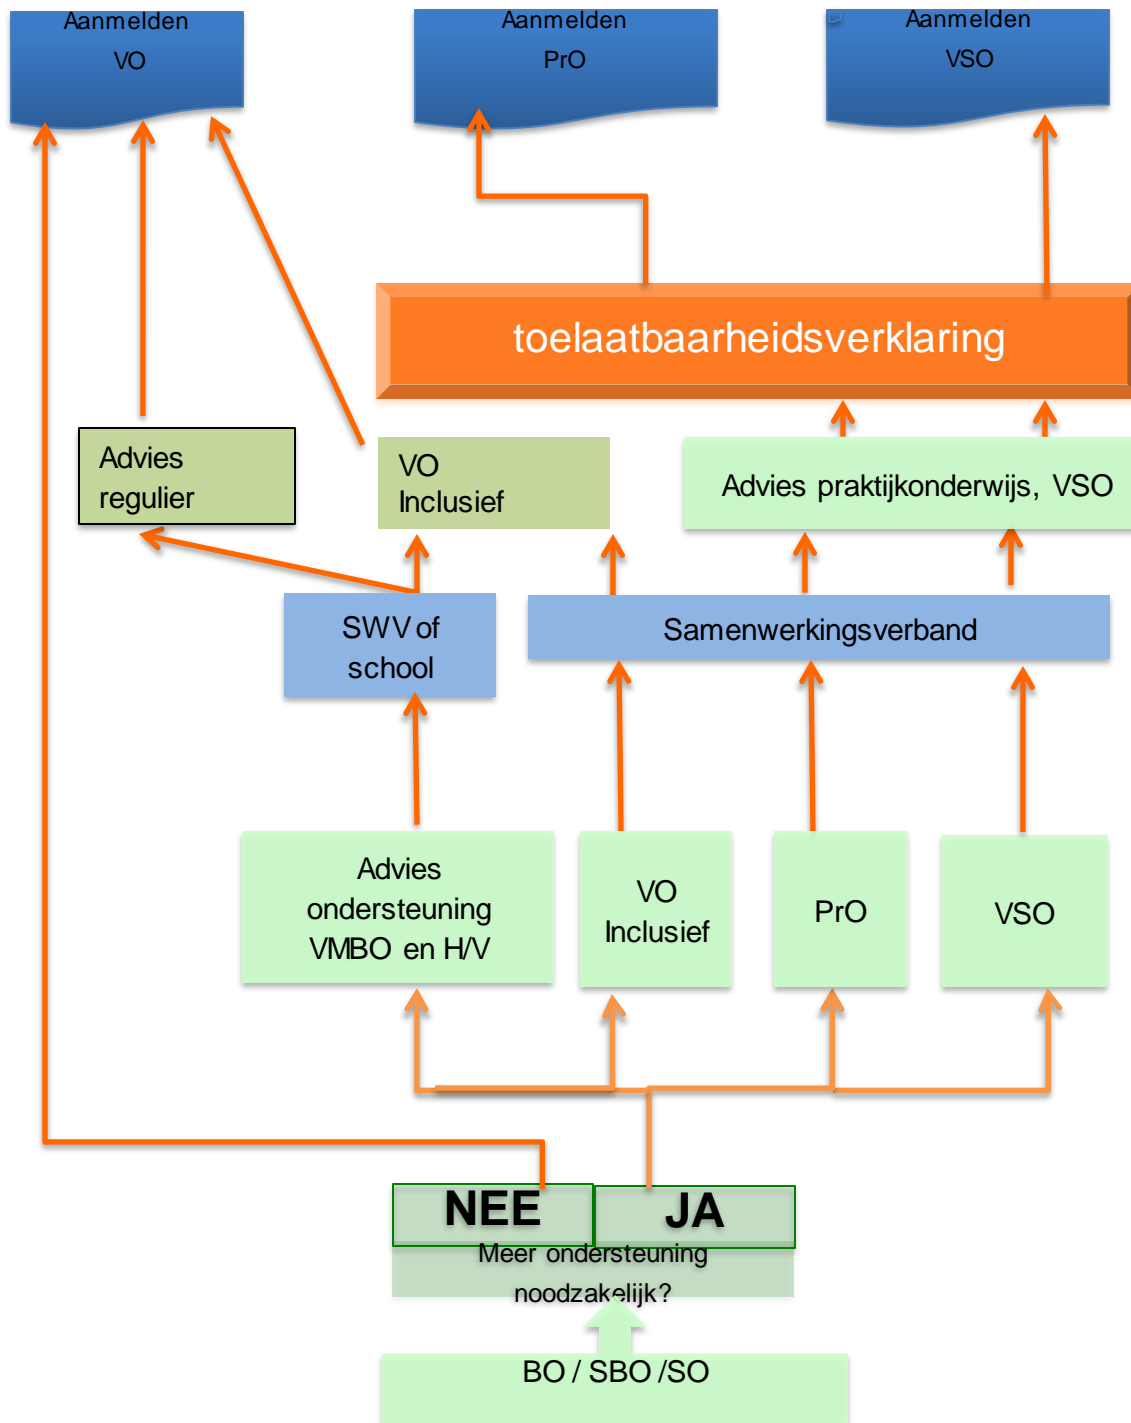 Aanmelden
VO
Aanmelden
PrO
Aanmelden
VSO
toelaatbaarheidsverklaring
Advies
regulier
VO
Inclusief
Advies praktijkonderwijs, VSO
SWV of
school
Samenwerkingsverband
Advies
ondersteuning
VMBO en H/V
VO
Inclusief
PrO
VSO
NEE
JA
Meer ondersteuning
noodzakelijk?
BO / SBO /SO